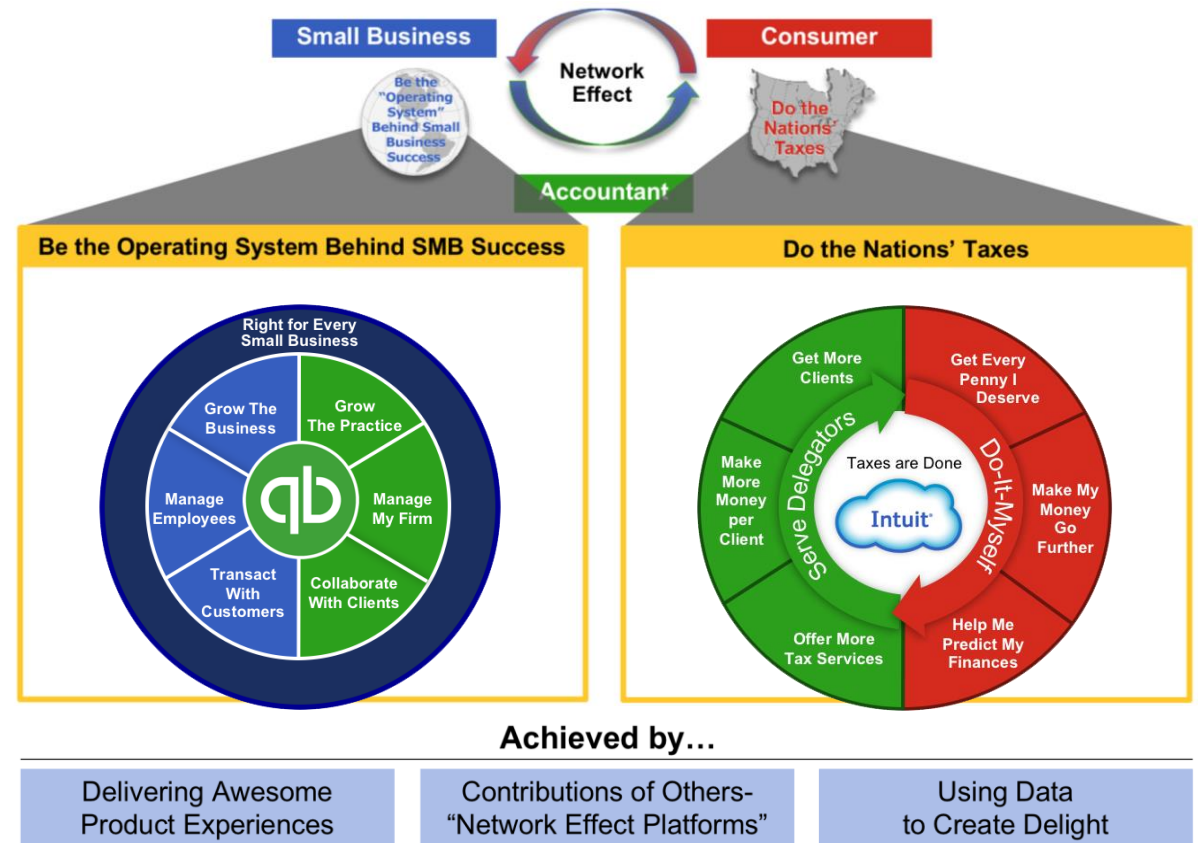 Small Business
Network
Effect
Consumer
Be the
"Operating
System"
Behind Small
Business
Success
Do the
Nations'
Taxes
Accountant
Be the Operating System Behind SMB Success
Do the Nations' Taxes
Right for Every
Small Business
Grow The
Business
Grow
The Practice
Manage
Employees
qb
Manage
My Firm
Transact
With
Customers
Collaborate
With Clients
Get More
Clients
Get Every
Penny I
Deserve
Make
More
Money
per
Client
Serve Delegators
Taxes are Done
Intuit
Do-It-Myself
Make My
Money
Go
Further
Offer More
Tax Services
Help Me
Predict My
Finances
Achieved by…
Delivering Awesome
Product Experiences
Contributions of Others-
“Network Effect Platforms”
Using Data
to Create Delight